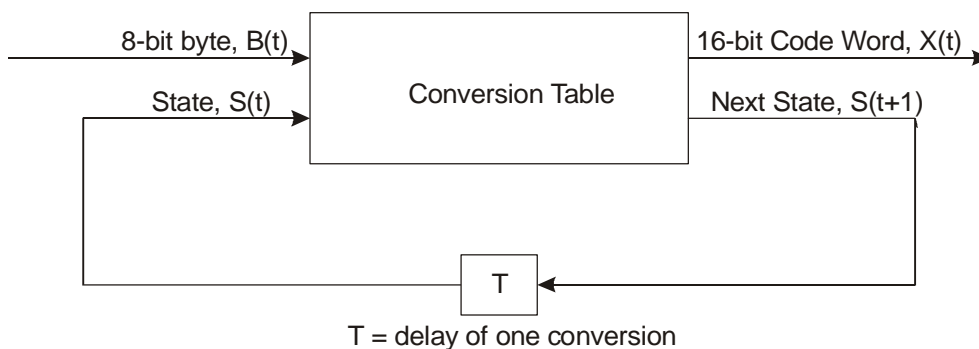 8-bit byte, B(t)
16-bit Code Word, X(t)
Conversion Table
State, S(t)
Next State, S(t+1)
T
T = delay of one conversion